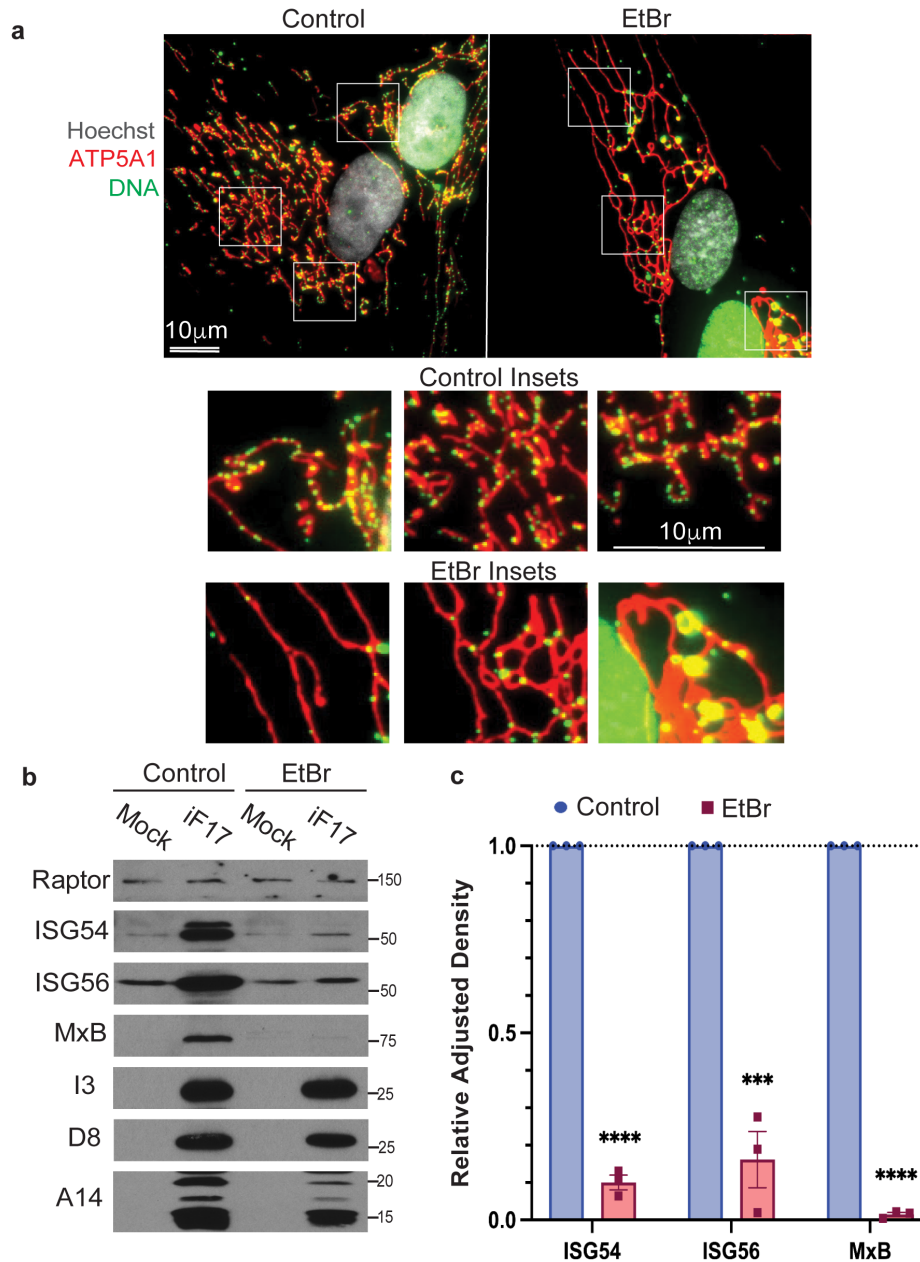 a
Control
EtBr
Hoechst
ATP5A1
DNA
10μm
Control Insets
10μm
EtBr Insets
b
Control
EtBr
Mock
iF17
Mock
iF17
Raptor
150
ISG54
50
ISG56
50
MxB
75
I3
25
D8
25
A14
20
15
c
Control
EtBr
Relative Adjusted Density
1.0
0.5
0.0
****
***
****
ISG54
ISG56
MxB